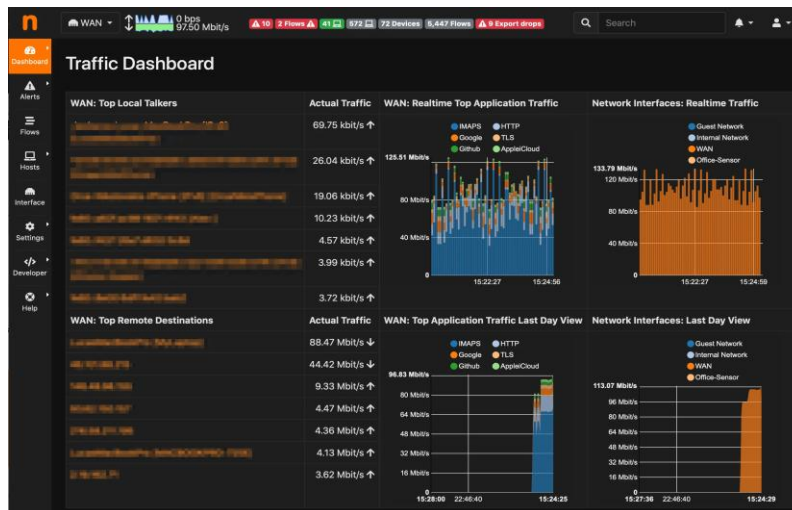 n
WAN
0 bps
97.50 Mbit/s
10
2 Flows
41
572
72 Devices
5,447 Flows
9 Export drops
Search
Dashboard
Alerts
Flows
Hosts
Interface
Settings
Developer
Help
Traffic Dashboard
WAN: Top Local Talkers
Actual Traffic
69.75 kbit/s ↑
26.04 kbit/s ↑
19.06 kbit/s ↑
10.23 kbit/s ↑
4.57 kbit/s ↑
3.99 kbit/s ↑
3.72 kbit/s ↑
WAN: Realtime Top Application Traffic
IMAPS
HTTP
Google
TLS
Github
AppleiCloud
125.51 Mbit/s
80 Mbit/s
40 Mbit/s
0
15:22:27
15:24:56
Network Interfaces: Realtime Traffic
Guest Network
Internal Network
WAN
Office-Sensor
133.79 Mbit/s
120 Mbit/s
80 Mbit/s
40 Mbit/s
0
15:22:27
15:24:59
WAN: Top Remote Destinations
Actual Traffic
88.47 Mbit/s ↓
44.42 Mbit/s ↓
9.33 Mbit/s ↑
4.47 Mbit/s ↑
4.36 Mbit/s ↑
4.13 Mbit/s ↑
3.62 Mbit/s ↑
WAN: Top Application Traffic Last Day View
IMAPS
HTTP
Google
TLS
Github
AppleiCloud
96.83 Mbit/s
80 Mbit/s
64 Mbit/s
48 Mbit/s
32 Mbit/s
16 Mbit/s
0
15:28:00
22:46:40
15:24:25
Network Interfaces: Last Day View
Guest Network
Internal Network
WAN
Office-Sensor
113.07 Mbit/s
96 Mbit/s
80 Mbit/s
64 Mbit/s
48 Mbit/s
32 Mbit/s
16 Mbit/s
0
15:27:36
22:46:40
15:24:29